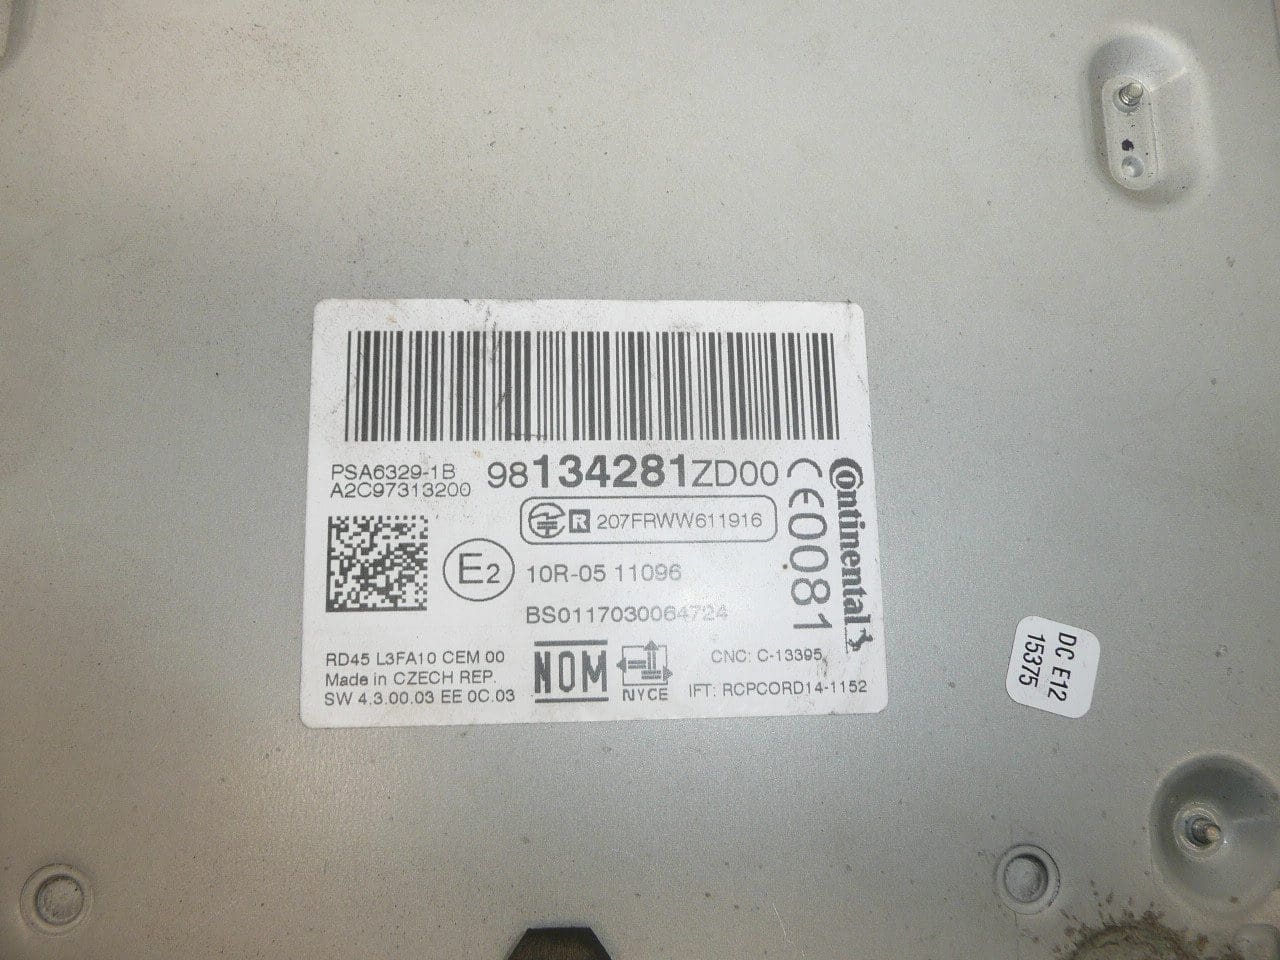 PSA6329-1B
A2C97313200
98134281ZD00
R 207FRWW611916
E2
10R-05 11096
BS0117030064724
CE0081
Continental
RD45 L3FA10 CEM 00
Made in CZECH REP.
SW 4.3.00.03 EE 0C.03
NOM
NYCE
CNC: C-13395
IFT: RCPCORD14-1152
DC E12
15375